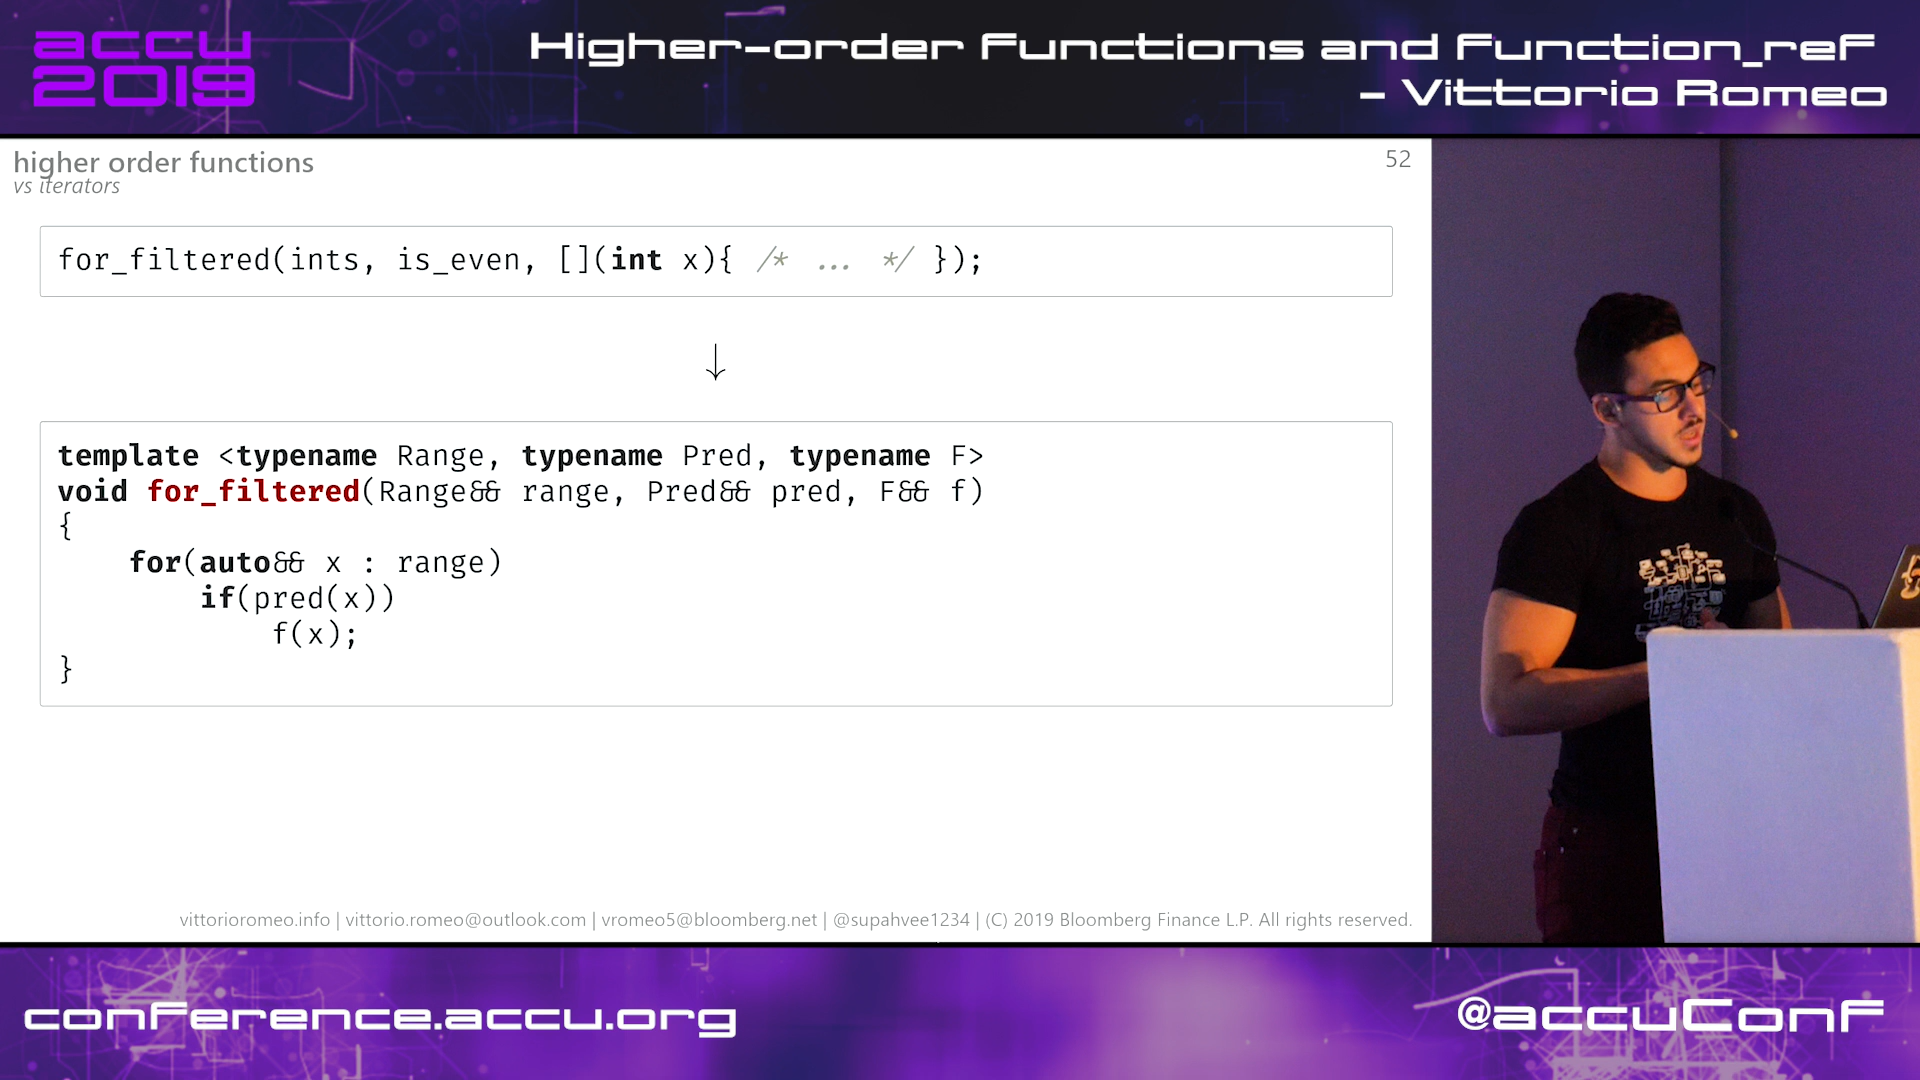 accu
2019
Higher-order Functions and Function_ref
- Vittorio Romeo
higher order functions
vs iterators
52
for_filtered(ints, is_even, [](int x){ /* ... */ });
↓
template <typename Range, typename Pred, typename F>
void for_filtered(Range&& range, Pred&& pred, F&& f)
{
    for(auto&& x : range)
        if(pred(x))
            f(x);
}
vittorioromeo.info | vittorio.romeo@outlook.com | vromeo5@bloomberg.net | @supahvee1234 | (C) 2019 Bloomberg Finance L.P. All rights reserved.
conference.accu.org
@accuConf